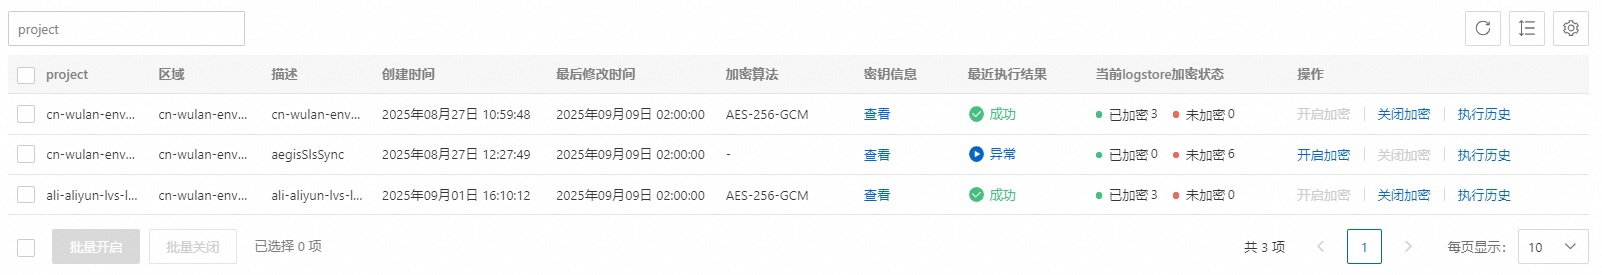 project
project 区域 描述 创建时间 最后修改时间 加密算法 密钥信息 最近执行结果 当前logstore加密状态 操作
cn-wulan-env... cn-wulan-env... cn-wulan-env... 2025年08月27日 10:59:48 2025年09月09日 02:00:00 AES-256-GCM 查看 成功 已加密 3 未加密 0 开启加密 关闭加密 执行历史
cn-wulan-env... cn-wulan-env... aegisSlsSync 2025年08月27日 12:27:49 2025年09月09日 02:00:00 - 查看 异常 已加密 0 未加密 6 开启加密 关闭加密 执行历史
ali-aliyun-lvs-l... cn-wulan-env... ali-aliyun-lvs-l... 2025年09月01日 16:10:12 2025年09月09日 02:00:00 AES-256-GCM 查看 成功 已加密 3 未加密 0 开启加密 关闭加密 执行历史
批量开启 批量关闭 已选择 0 项 共 3 项 1 每页显示: 10